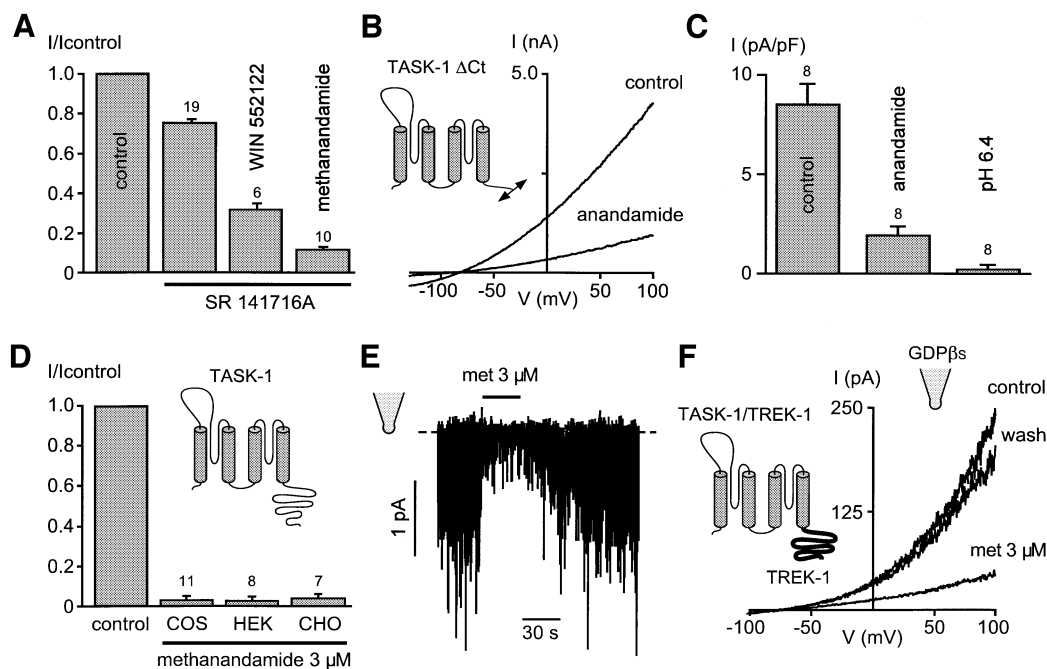 A
I/Icontrol
1.0
0.8
0.6
0.4
0.2
0
control
19
6
10
WIN 552122
methanandamide
SR 141716A
B
I (nA)
TASK-1 ΔCt
5.0
control
anandamide
-100
-50
50
100
V (mV)
C
I (pA/pF)
10
5
0
8
control
8
anandamide
8
pH 6.4
D
I/Icontrol
TASK-1
1.0
0.8
0.6
0.4
0.2
0
11
8
7
control
COS
HEK
CHO
methanandamide 3 µM
E
met 3 µM
1 pA
30 s
F
GDPβs
I (pA)
control
250
TASK-1/TREK-1
wash
125
met 3 µM
TREK-1
-100
-50
50
100
V (mV)